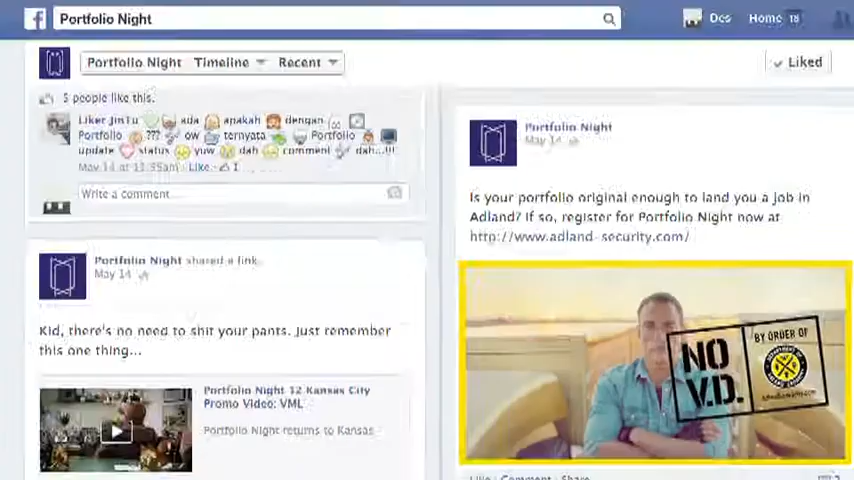 Portfolio Night
Des Home 18
Portfolio Night Timeline Recent
Liked
5 people like this.
Liker JinTu ada apakah dengan
Portfolio ??? ow ternyata Portfolio
update status yuw dah comment dah...!!!
May 14 at 11:55am · Like · 1
Write a comment...
Portfolio Night shared a link.
May 14
Kid, there's no need to shit your pants. Just remember
this one thing...
Portfolio Night 12 Kansas City
Promo Video: VML
Portfolio Night returns to Kansas
Portfolio Night
May 14
Is your portfolio original enough to land you a job in
Adland? If so, register for Portfolio Night now at
http://www.adland-security.com/
NO
V.D.
BY ORDER OF
Like · Comment · Share